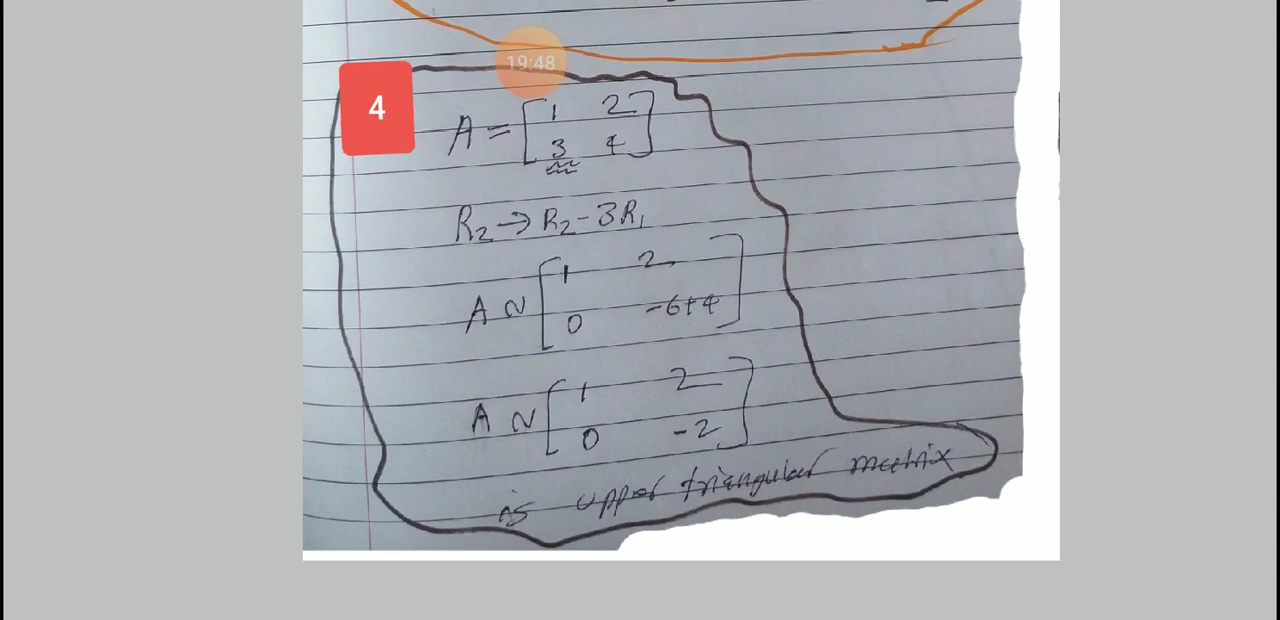 19:48
4
A = [ 1 2
3 4 ]
R₂ → R₂ - 3R₁
A ~ [ 1 2
0 -6+4 ]
A ~ [ 1 2
0 -2 ]
is upper triangular matrix